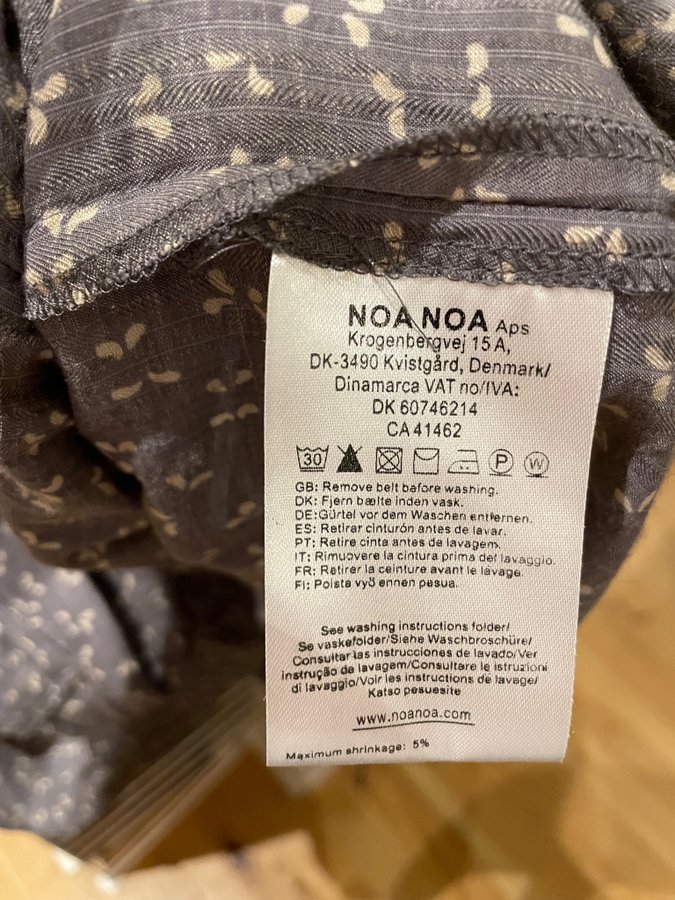 NOA NOA Aps
Krogenbergvej 15 A,
DK-3490 Kvistgård, Denmark/
Dinamarca VAT no/IVA:
DK 60746214
CA 41462
30 P W
GB: Remove belt before washing.
DK: Fjern bælte inden vask.
DE:Gürtel vor dem Waschen entfernen.
ES: Retirar cinturón antes de lavar.
PT: Retire cinta antes de lavagem.
IT: Rimuovere la cintura prima del lavaggio.
FR: Ratirer la ceinture avant le lavage.
FI: Poista vyö ennen pesua.
See washing instructions folder/
Se vaskefolder/Siehe Waschbroschüre/
Consultar las instrucciones de lavado/Ver
instrução da lavagem/Consultare le istruzioni
di lavaggio/Voir les instructions de lavage/
Katso pesuesite
www.noanoa.com
Maximum shrinkage: 5%